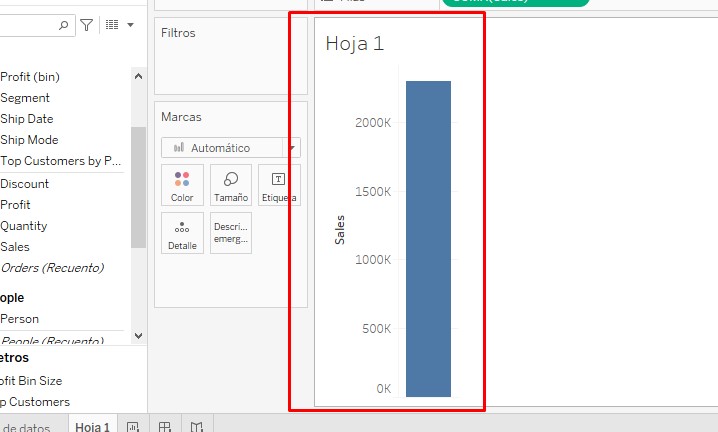 Filtros
Hoja 1
Profit (bin)
Segment
Ship Date
Ship Mode
Top Customers by P...
Discount
Profit
Quantity
Sales
Orders (Recuento)
ople
Person
People (Recuento)
etros
ofit Bin Size
p Customers
Marcas
Automático
Color
Tamaño
Etiqueta
Detalle
Descri...
emerg...
2000K
1500K
1000K
500K
0K
Sales
de datos
Hoja 1